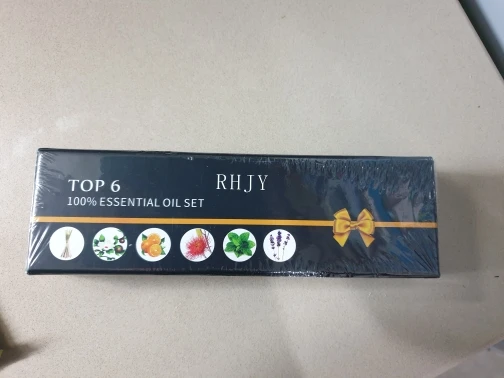 TOP 6
RHJY
100% ESSENTIAL OIL SET